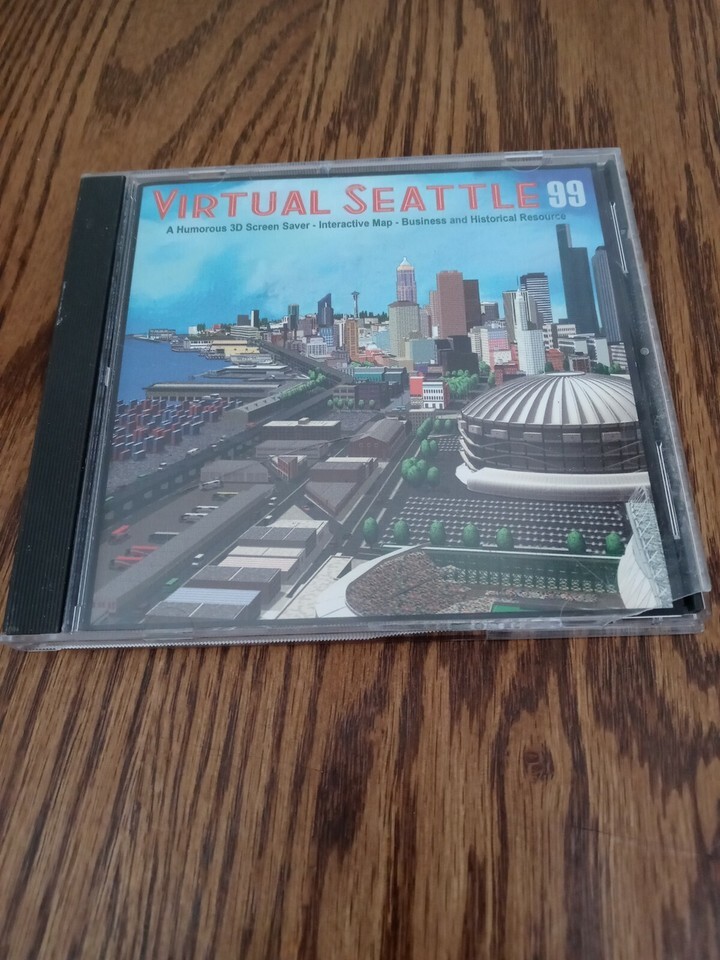 VIRTUAL SEATTLE 99
A Humorous 3D Screen Saver - Interactive Map - Business and Historical Resource